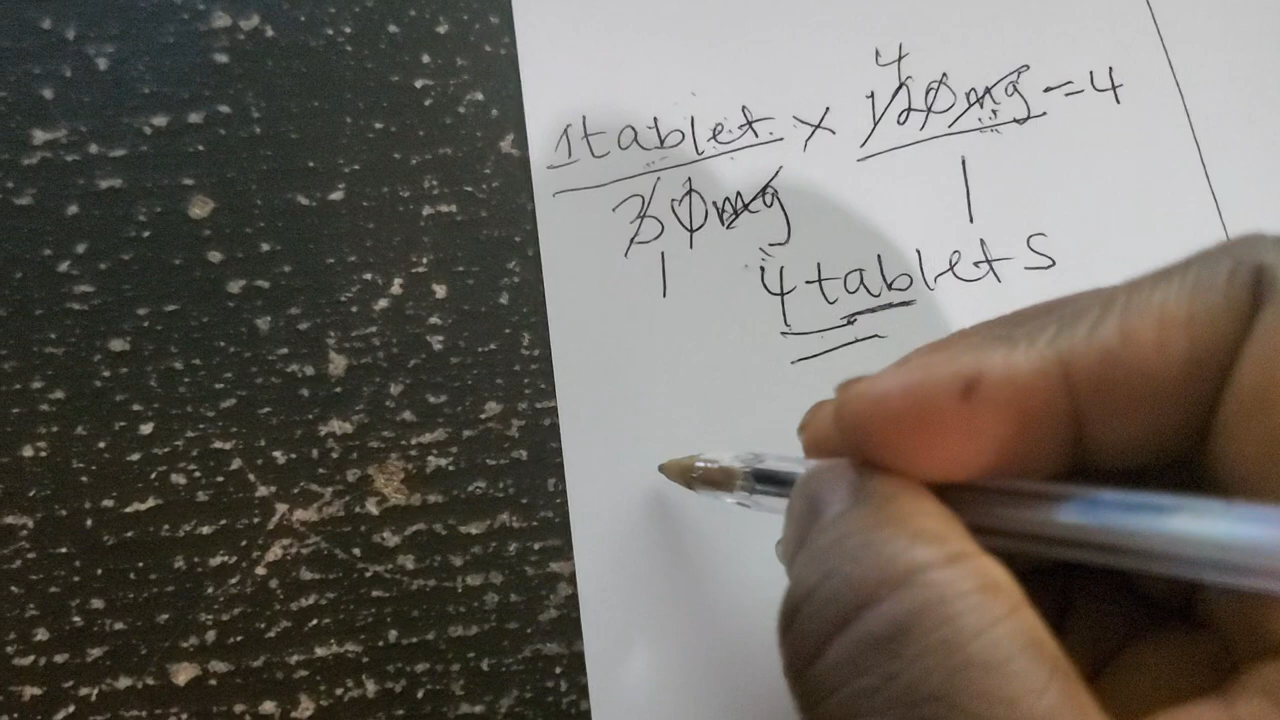 4
1tablet x 120mg = 4
30mg 1
1 4tablets